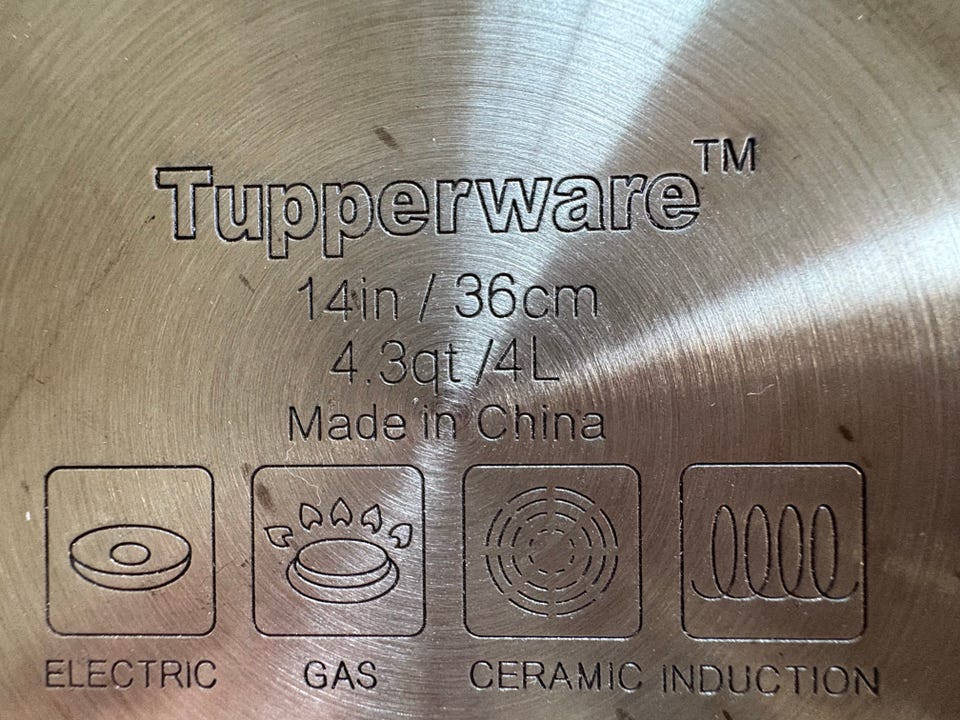 Tupperware™
14in / 36cm
4.3qt /4L
Made in China
ELECTRIC GAS CERAMIC INDUCTION